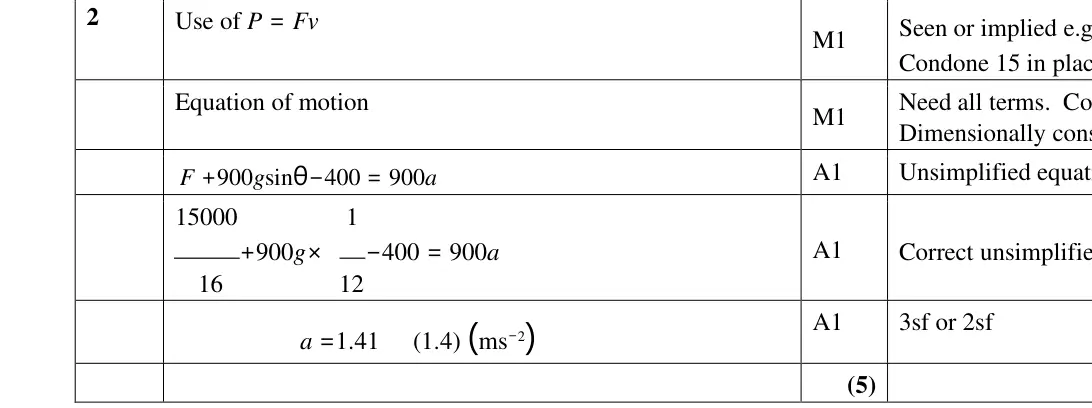 2
Use of P = Fv
M1
Seen or implied e.g
Condone 15 in plac
Equation of motion
M1
Need all terms. Co
Dimensionally cons
F +900gsinθ−400 = 900a
A1
Unsimplified equat
15000 1
+900g× −400 = 900a
16 12
A1
Correct unsimplifie
a =1.41 (1.4) (ms⁻²)
A1
3sf or 2sf
(5)